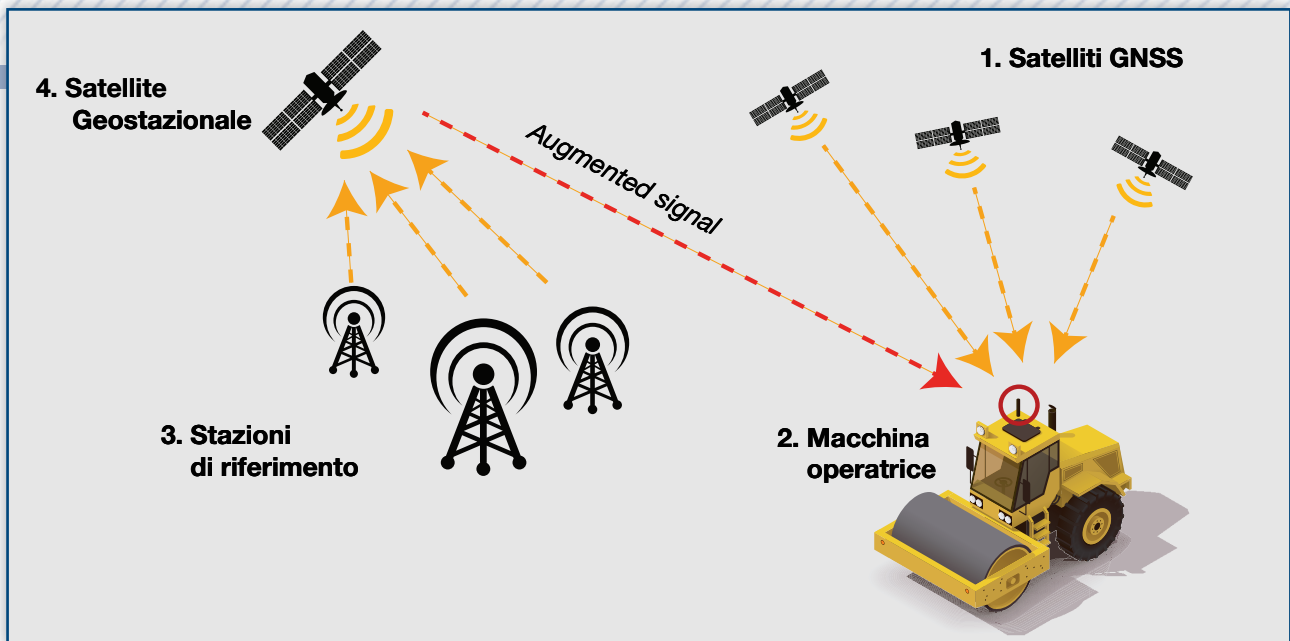 4. Satellite
Geostazionale
1. Satelliti GNSS
Augmented signal
3. Stazioni
di riferimento
2. Macchina
operatrice